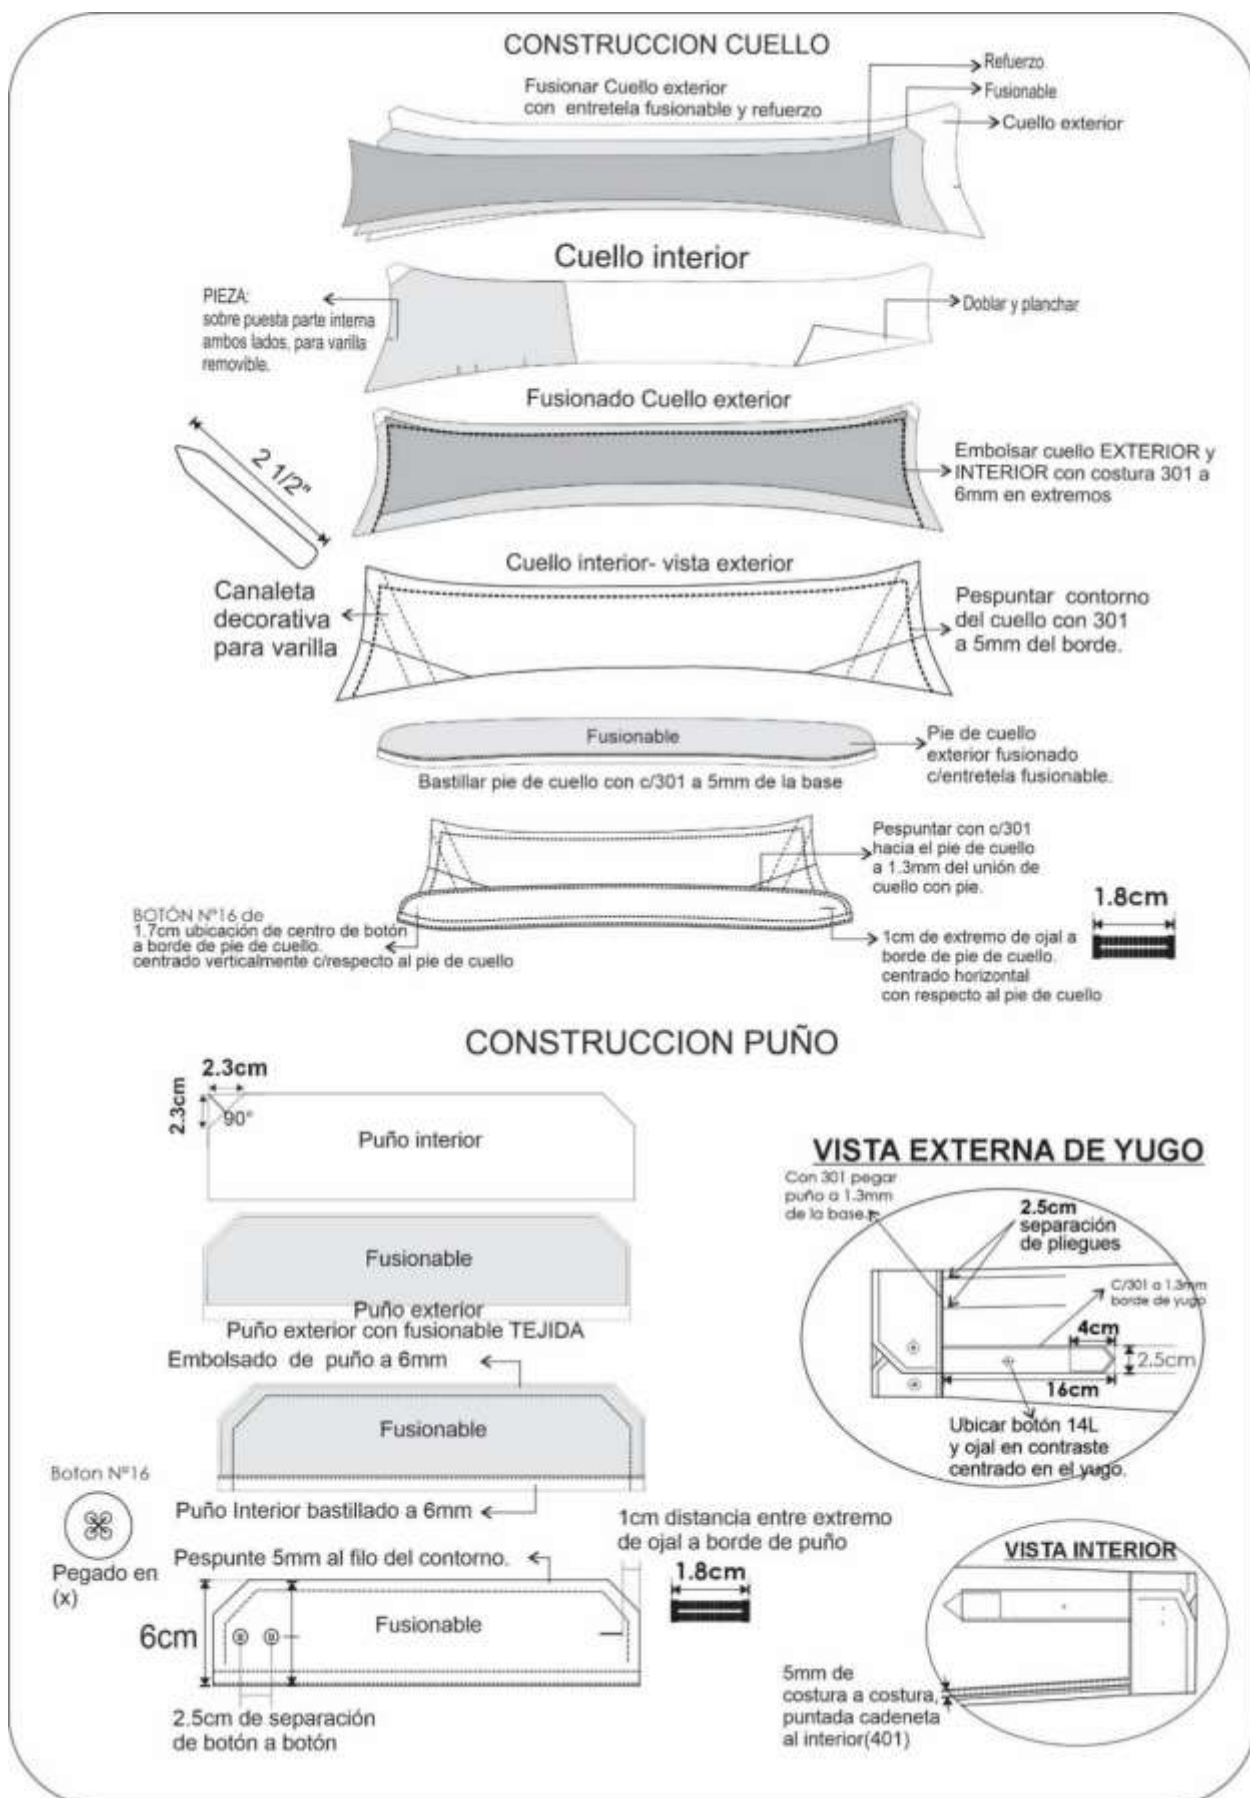 CONSTRUCCION CUELLO
Fusionar Cuello exterior
con entretela fusionable y refuerzo
Refuerzo
Fusionable
Cuello exterior
Cuello interior
PIEZA:
sobre puesta parte interna
ambos lados, para varilla
removible.
Doblar y planchar
Fusionado Cuello exterior
2 1/2"
Embolsar cuello EXTERIOR y
INTERIOR con costura 301 a
6mm en extremos
Cuello interior- vista exterior
Canaleta
decorativa
para varilla
Pespuntar contorno
del cuello con 301
a 5mm del borde.
Fusionable
Pie de cuello
exterior fusionado
c/entretela fusionable.
Bastillar pie de cuello con c/301 a 5mm de la base
Pespuntar con c/301
hacia el pie de cuello
a 1.3mm del unión de
cuello con pie.
BOTÓN Nº16 de
1.7cm ubicación de centro de botón
a borde de pie de cuello.
centrado verticalmente c/respecto al pie de cuello
1.8cm
1cm de extremo de ojal a
borde de pie de cuello.
centrado horizontal
con respecto al pie de cuello
CONSTRUCCION PUÑO
2.3cm
2.3cm
90°
Puño interior
Fusionable
Puño exterior
Puño exterior con fusionable TEJIDA
Embolsado de puño a 6mm
Fusionable
Puño Interior bastillado a 6mm
Boton Nº16
Pegado en
(x)
Pespunte 5mm al filo del contorno.
6cm
Fusionable
2.5cm de separación
de botón a botón
1cm distancia entre extremo
de ojal a borde de puño
1.8cm
VISTA EXTERNA DE YUGO
Con 301 pegar
puño a 1.3mm
de la base.
2.5cm
separación
de pliegues
C/301 a 1.3mm
borde de yugo
4cm
2.5cm
16cm
Ubicar botón 14L
y ojal en contraste
centrado en el yugo.
VISTA INTERIOR
5mm de
costura a costura,
puntada cadeneta
al interior(401)